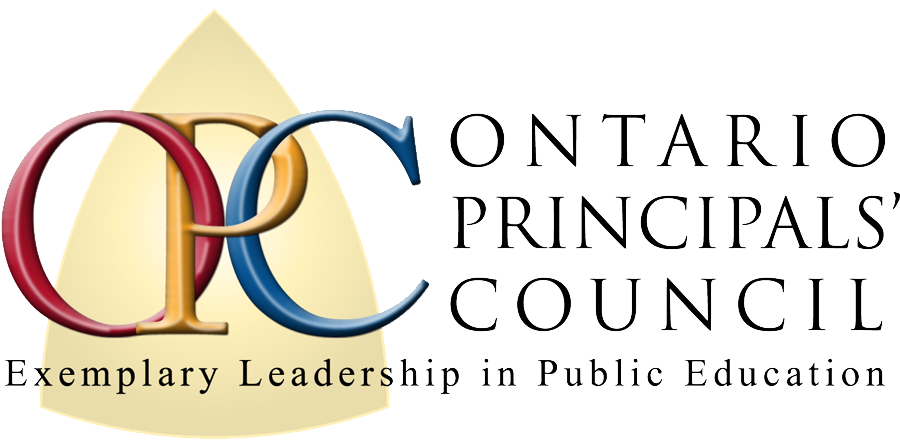 OPC
ONTARIO
PRINCIPALS’
COUNCIL
Exemplary Leadership in Public Education